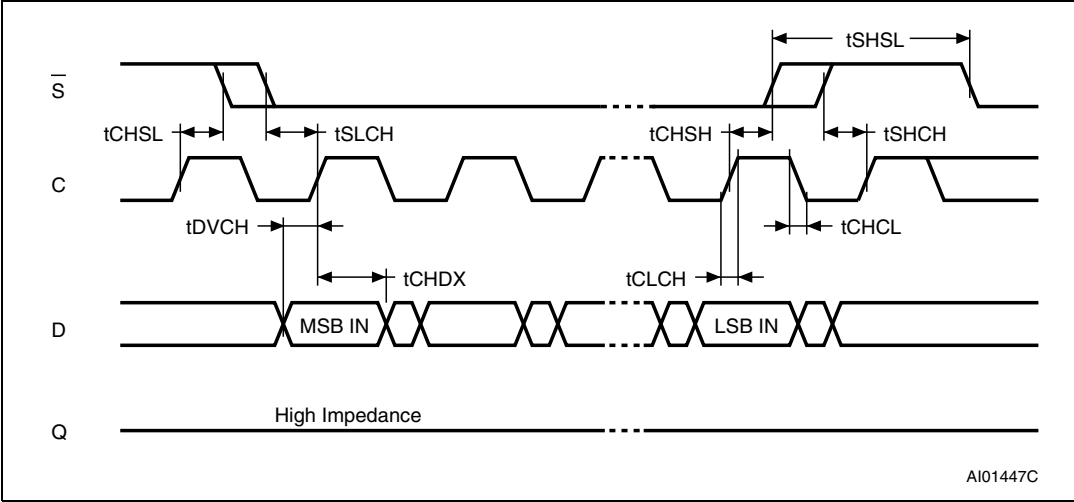 tSHSL
S
tCHSL
tSLCH
tCHSH
tSHCH
C
tDVCH
tCHCL
tCHDX
tCLCH
D
MSB IN
LSB IN
High Impedance
Q
AI01447C